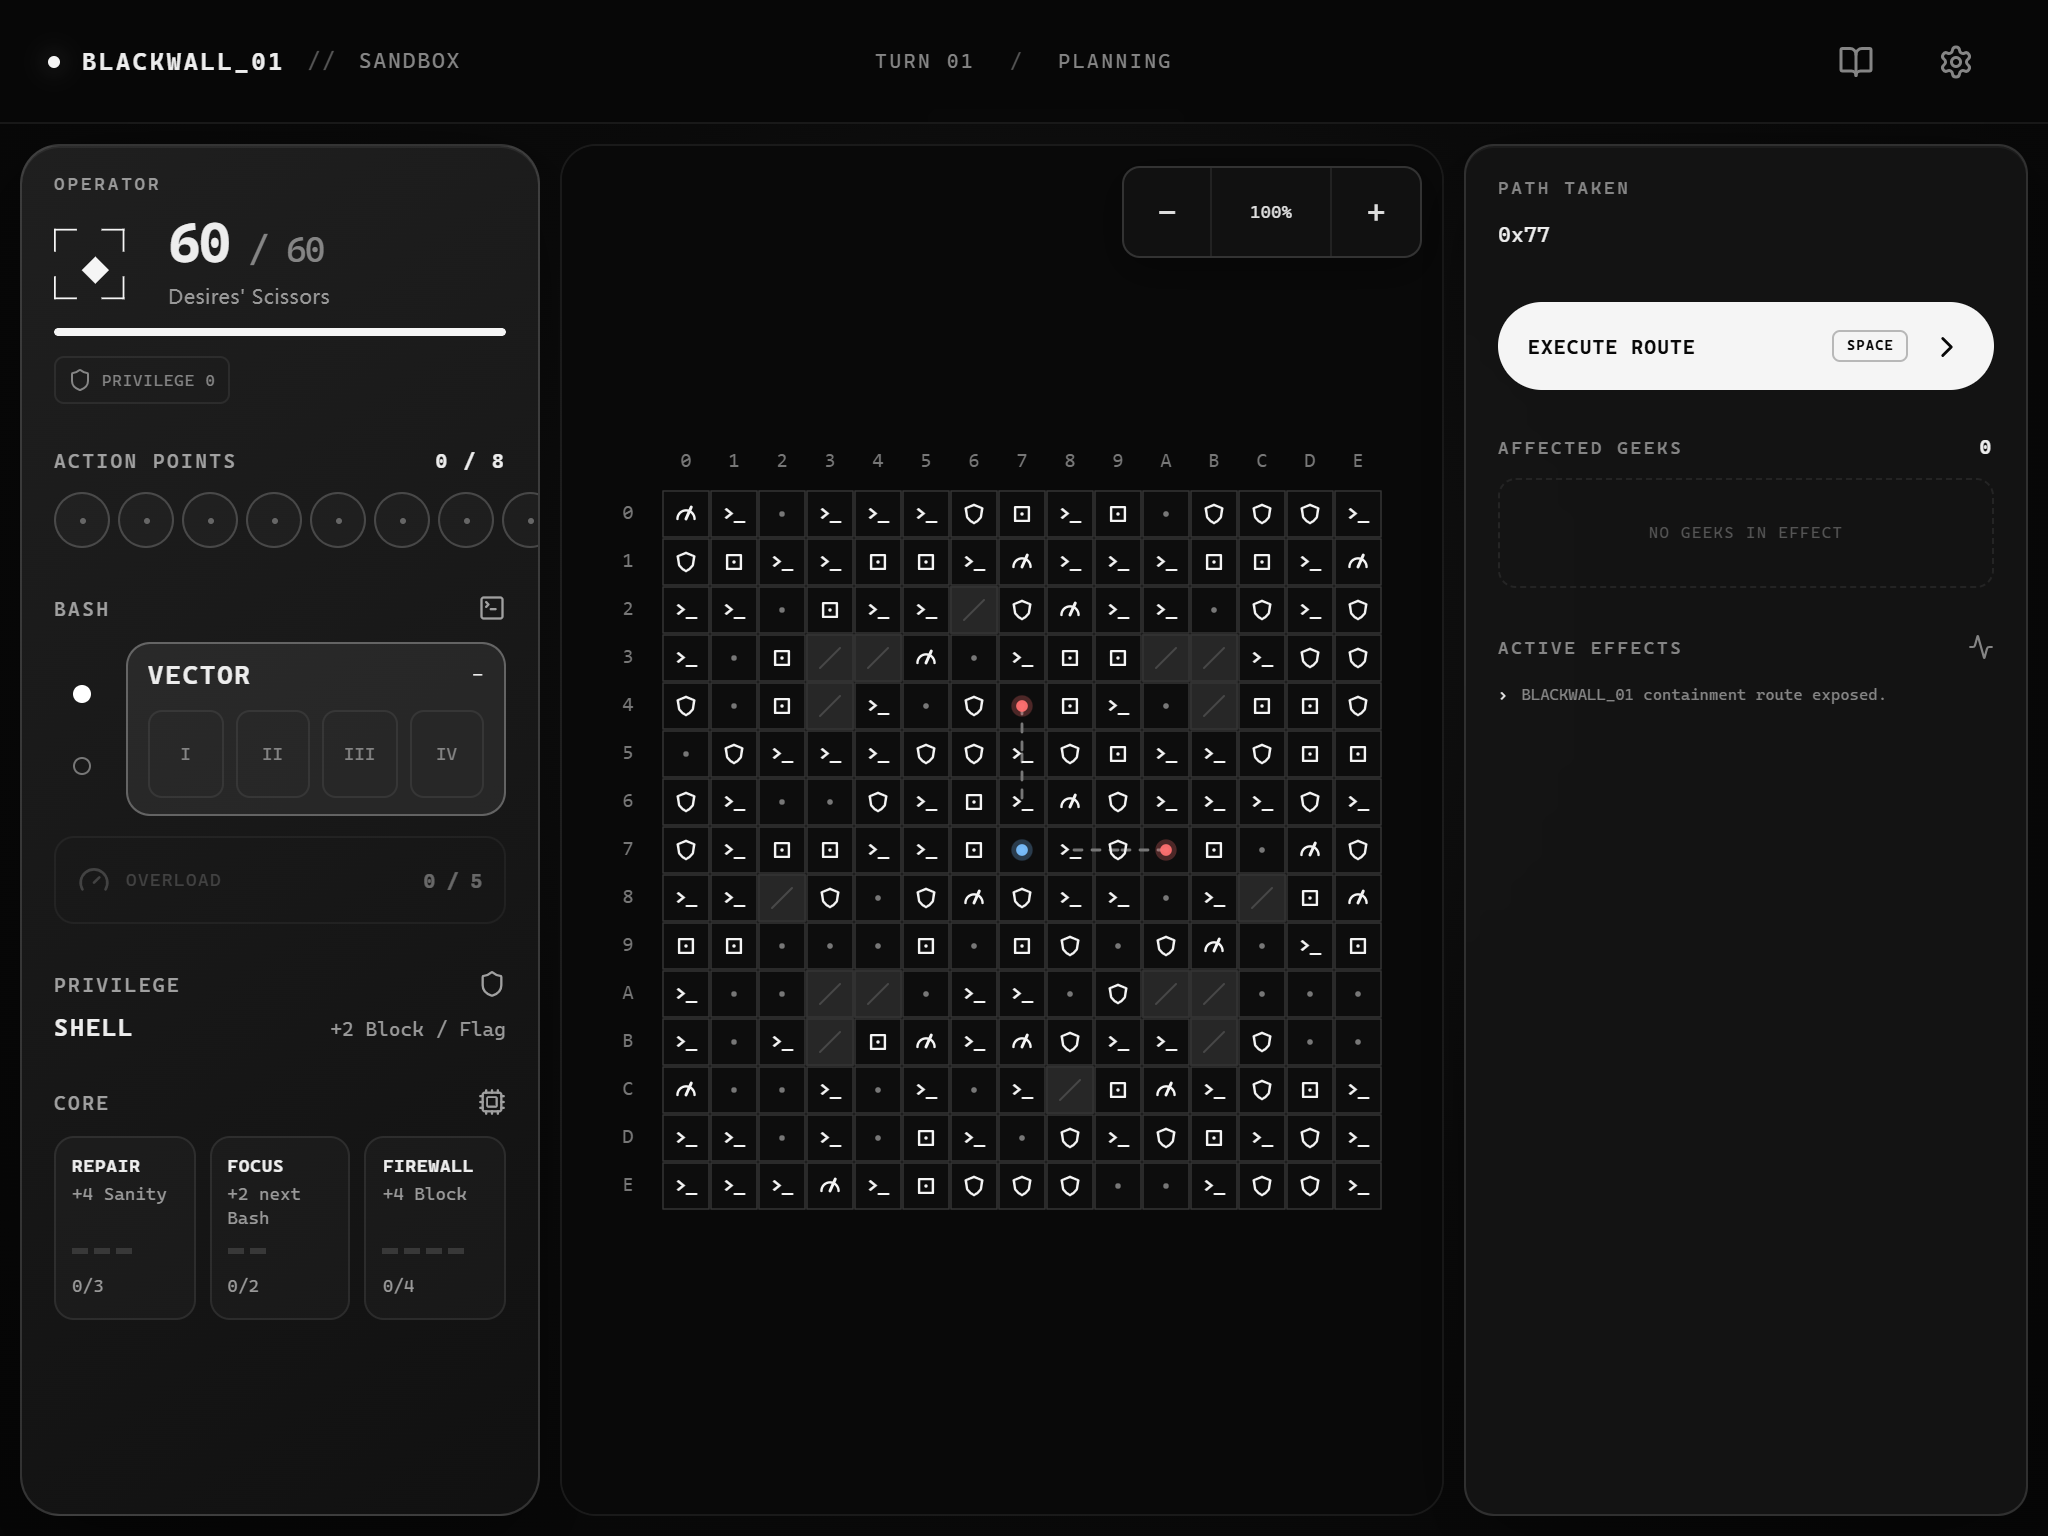 BLACKWALL_01 // SANDBOX
TURN 01 / PLANNING
OPERATOR
60 / 60
Desires' Scissors
PRIVILEGE 0
ACTION POINTS 0 / 8
BASH
VECTOR –
I II III IV
OVERLOAD 0 / 5
PRIVILEGE
SHELL +2 Block / Flag
CORE
REPAIR
+4 Sanity
0/3
FOCUS
+2 next
Bash
0/2
FIREWALL
+4 Block
0/4
− 100% +
0 1 2 3 4 5 6 7 8 9 A B C D E
0
1
2
3
4
5
6
7
8
9
A
B
C
D
E
PATH TAKEN
0x77
EXECUTE ROUTE SPACE
AFFECTED GEEKS 0
NO GEEKS IN EFFECT
ACTIVE EFFECTS
› BLACKWALL_01 containment route exposed.